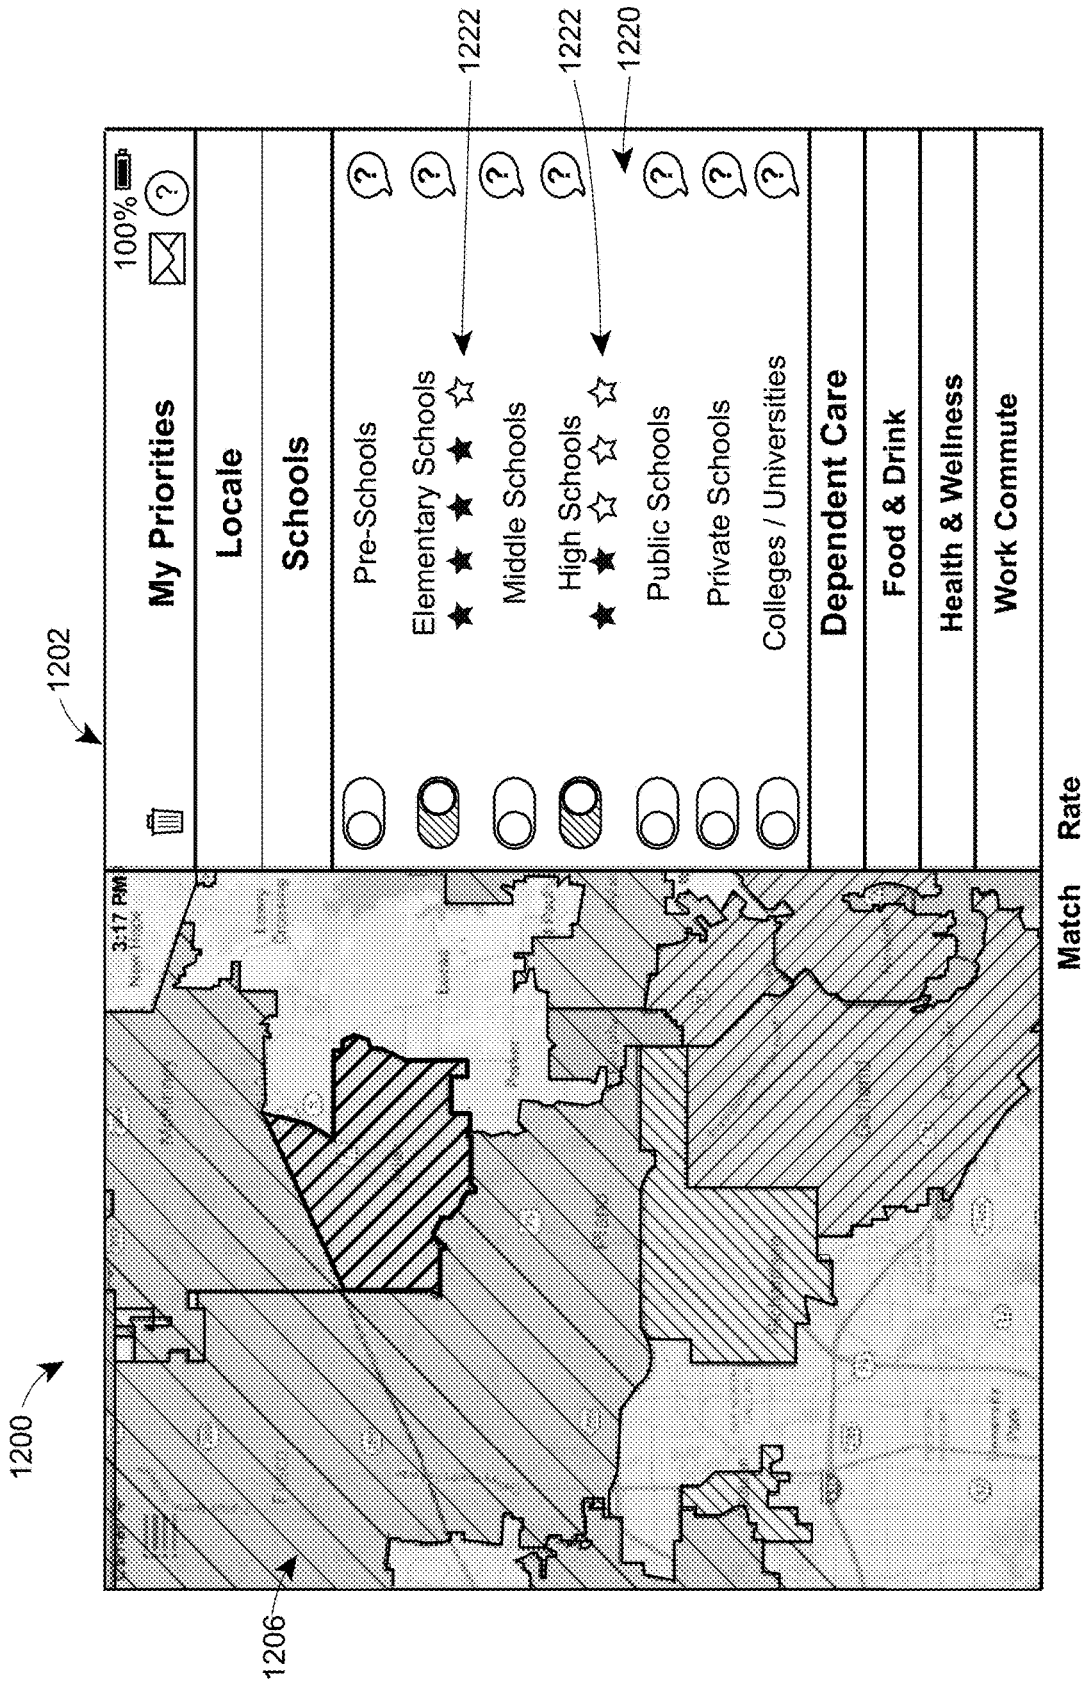 1200
1202
1206
3:17 PM
100%
My Priorities
?
Locale
Schools
Pre-Schools
?
Elementary Schools
?
1222
Middle Schools
?
High Schools
?
1222
1220
Public Schools
?
Private Schools
?
Colleges / Universities
?
Dependent Care
Food & Drink
Health & Wellness
Work Commute
Match
Rate